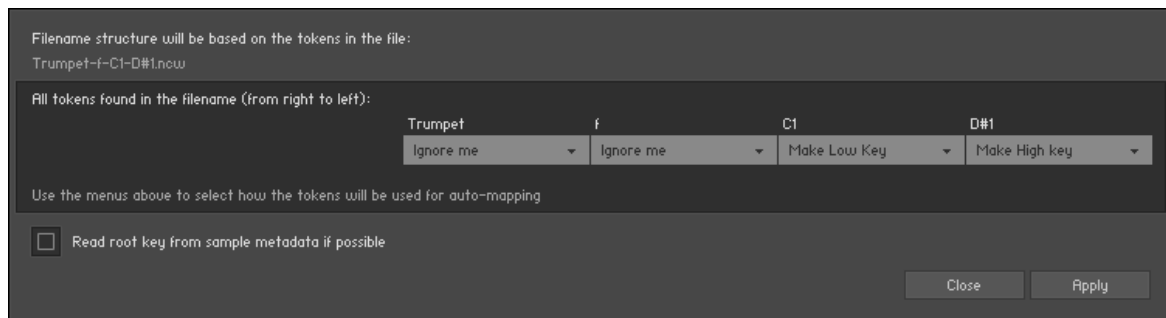 Filename structure will be based on the tokens in the file:
Trumpet-f-C1-D#1.ncw
All tokens found in the filename (from right to left):
Trumpet f C1 D#1
Ignore me Ignore me Make Low Key Make High key
Use the menus above to select how the tokens will be used for auto-mapping
Read root key from sample metadata if possible
Close Apply